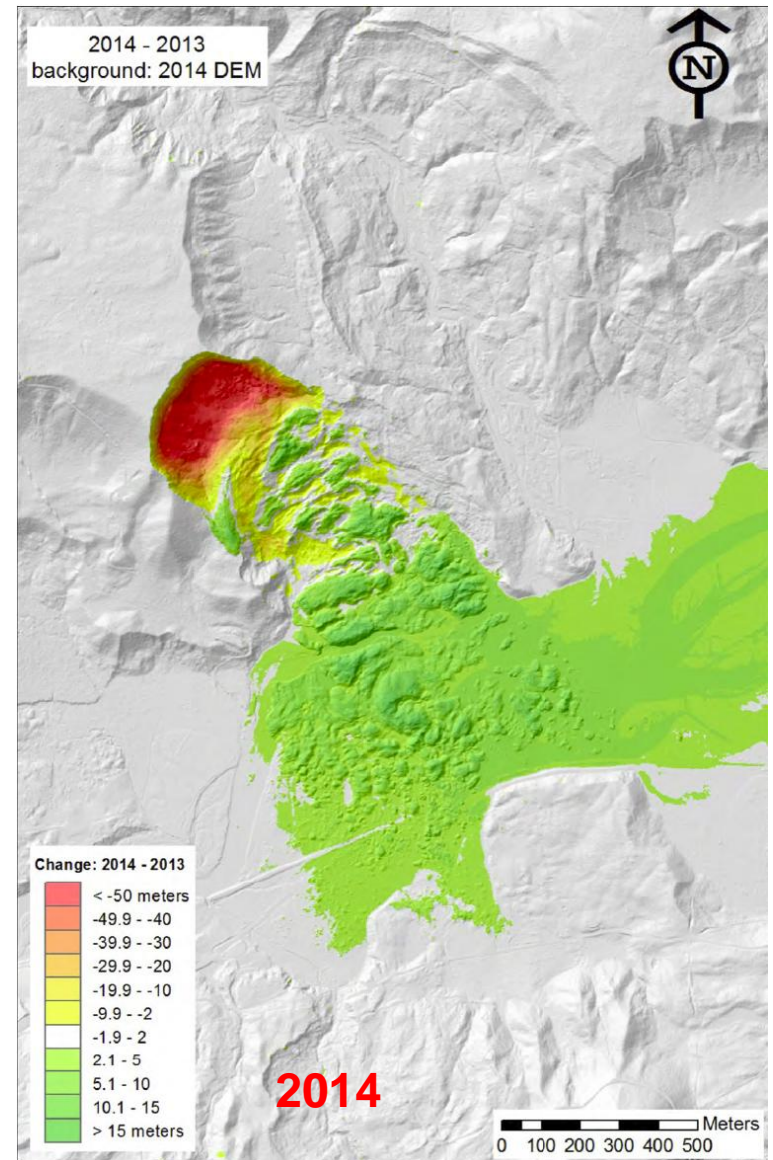 2014 - 2013
background: 2014 DEM
N
Change: 2014 - 2013
< -50 meters
-49.9 - -40
-39.9 - -30
-29.9 - -20
-19.9 - -10
-9.9 - -2
-1.9 - 2
2.1 - 5
5.1 - 10
10.1 - 15
> 15 meters
2014
Meters
0 100 200 300 400 500